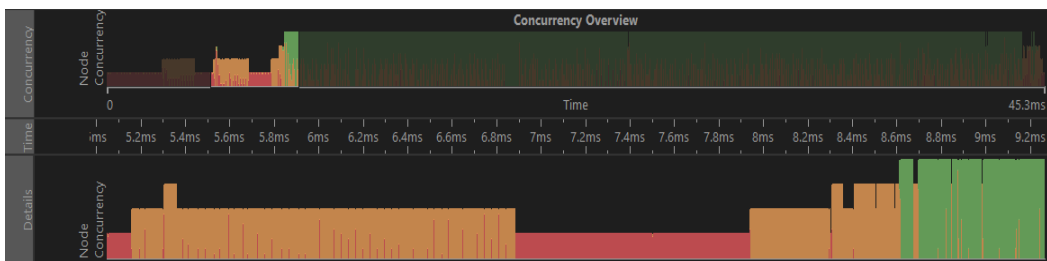 Concurrency Overview
Concurrency
Node
Concurrency
0
Time
45.3ms
Time
5ms 5.2ms 5.4ms 5.6ms 5.8ms 6ms 6.2ms 6.4ms 6.6ms 6.8ms 7ms 7.2ms 7.4ms 7.6ms 7.8ms 8ms 8.2ms 8.4ms 8.6ms 8.8ms 9ms 9.2ms
Details
Node
Concurrency